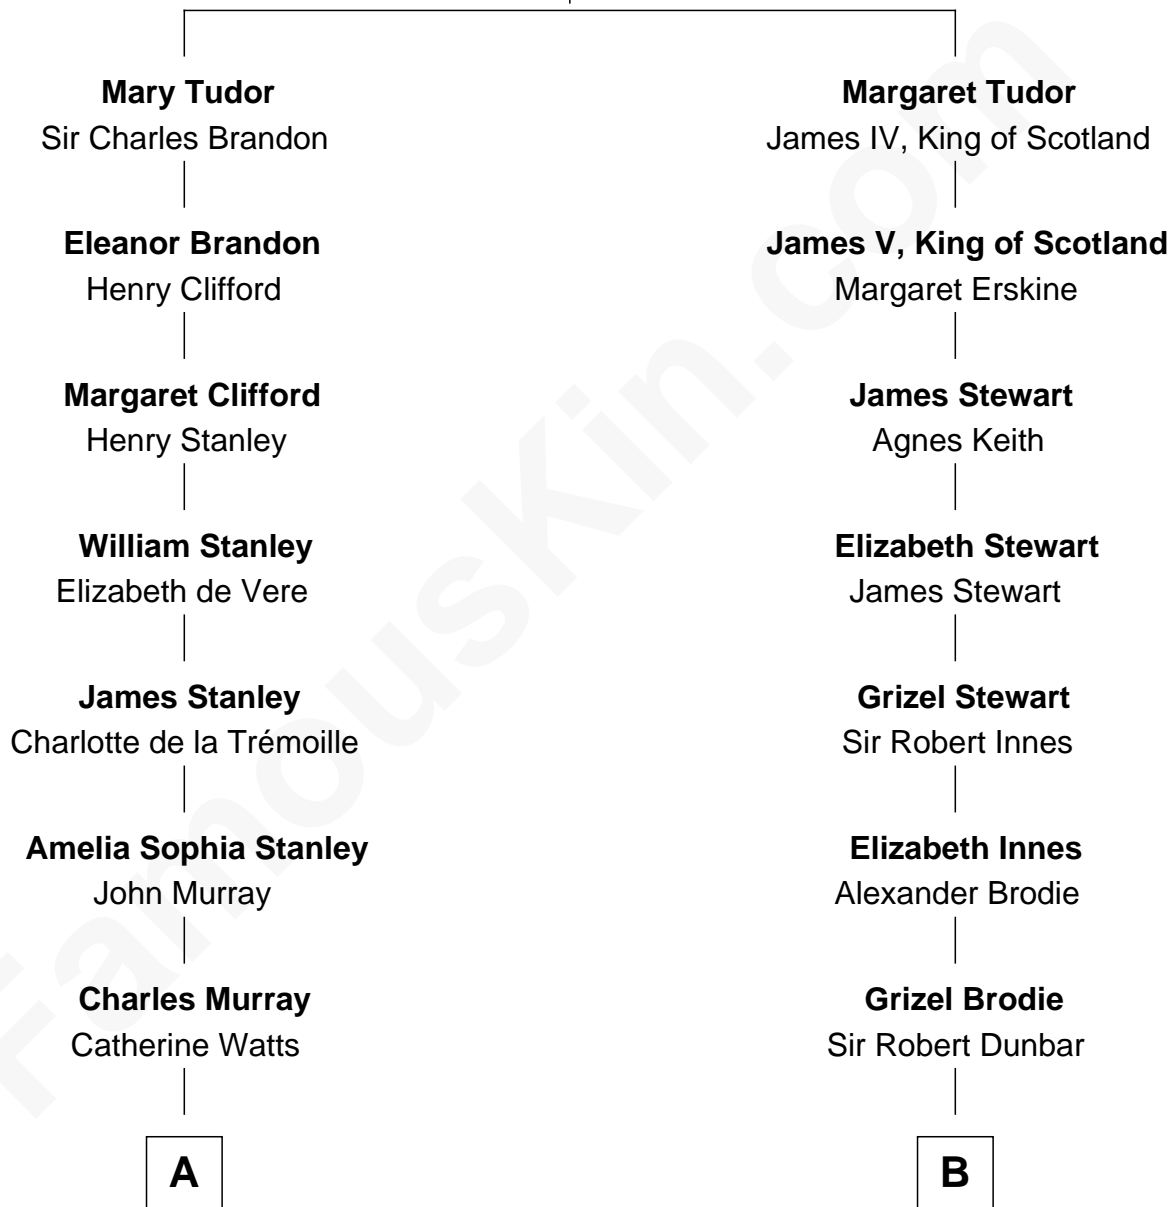 Mary Tudor
Sir Charles Brandon
Eleanor Brandon
Henry Clifford
Margaret Clifford
Henry Stanley
William Stanley
Elizabeth de Vere
James Stanley
Charlotte de la Trémoille
Amelia Sophia Stanley
John Murray
Charles Murray
Catherine Watts
A
Margaret Tudor
James IV, King of Scotland
James V, King of Scotland
Margaret Erskine
James Stewart
Agnes Keith
Elizabeth Stewart
James Stewart
Grizel Stewart
Sir Robert Innes
Elizabeth Innes
Alexander Brodie
Grizel Brodie
Sir Robert Dunbar
B
FamousKin.com